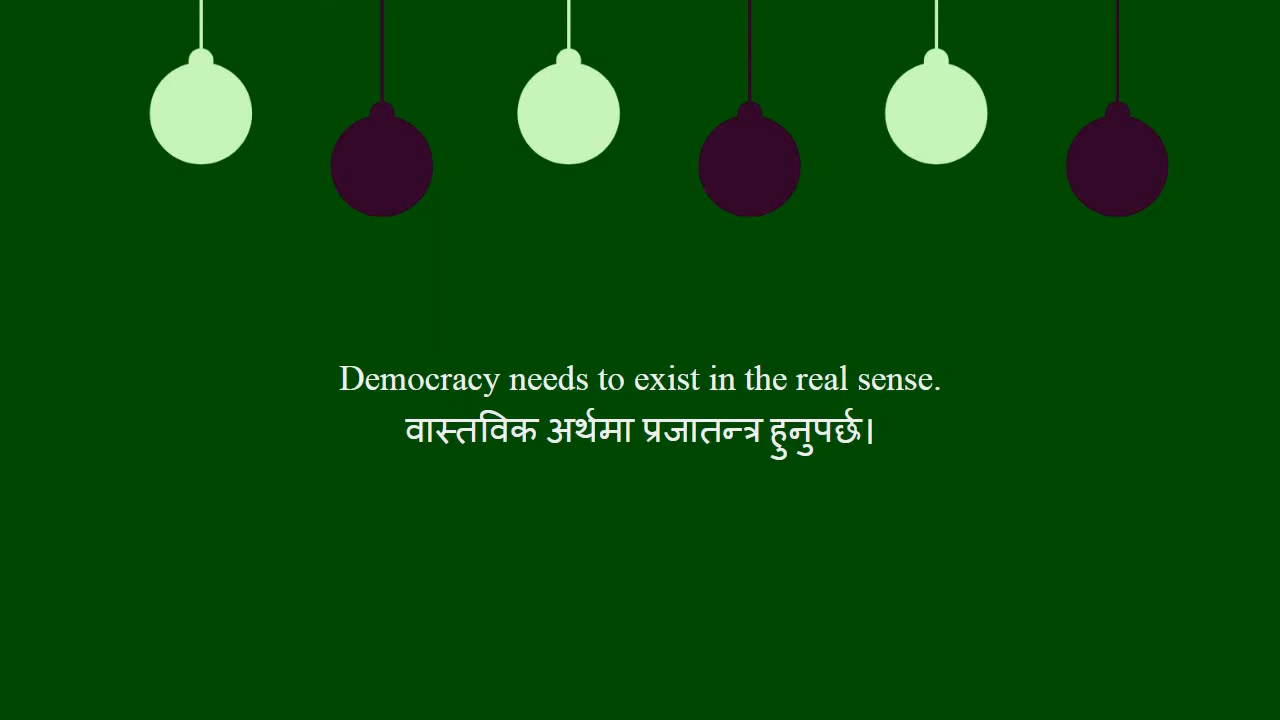 Democracy needs to exist in the real sense.
वास्तविक अर्थमा प्रजातन्त्र हुनुपर्छ।